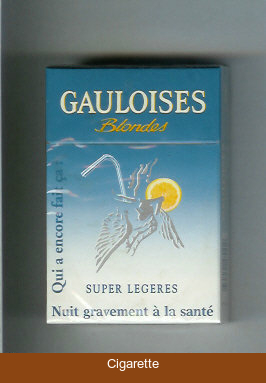 GAULOISES
Blondes
Qui a encore fait ça !
SUPER LEGERES
Nuit gravement à la santé
Cigarette